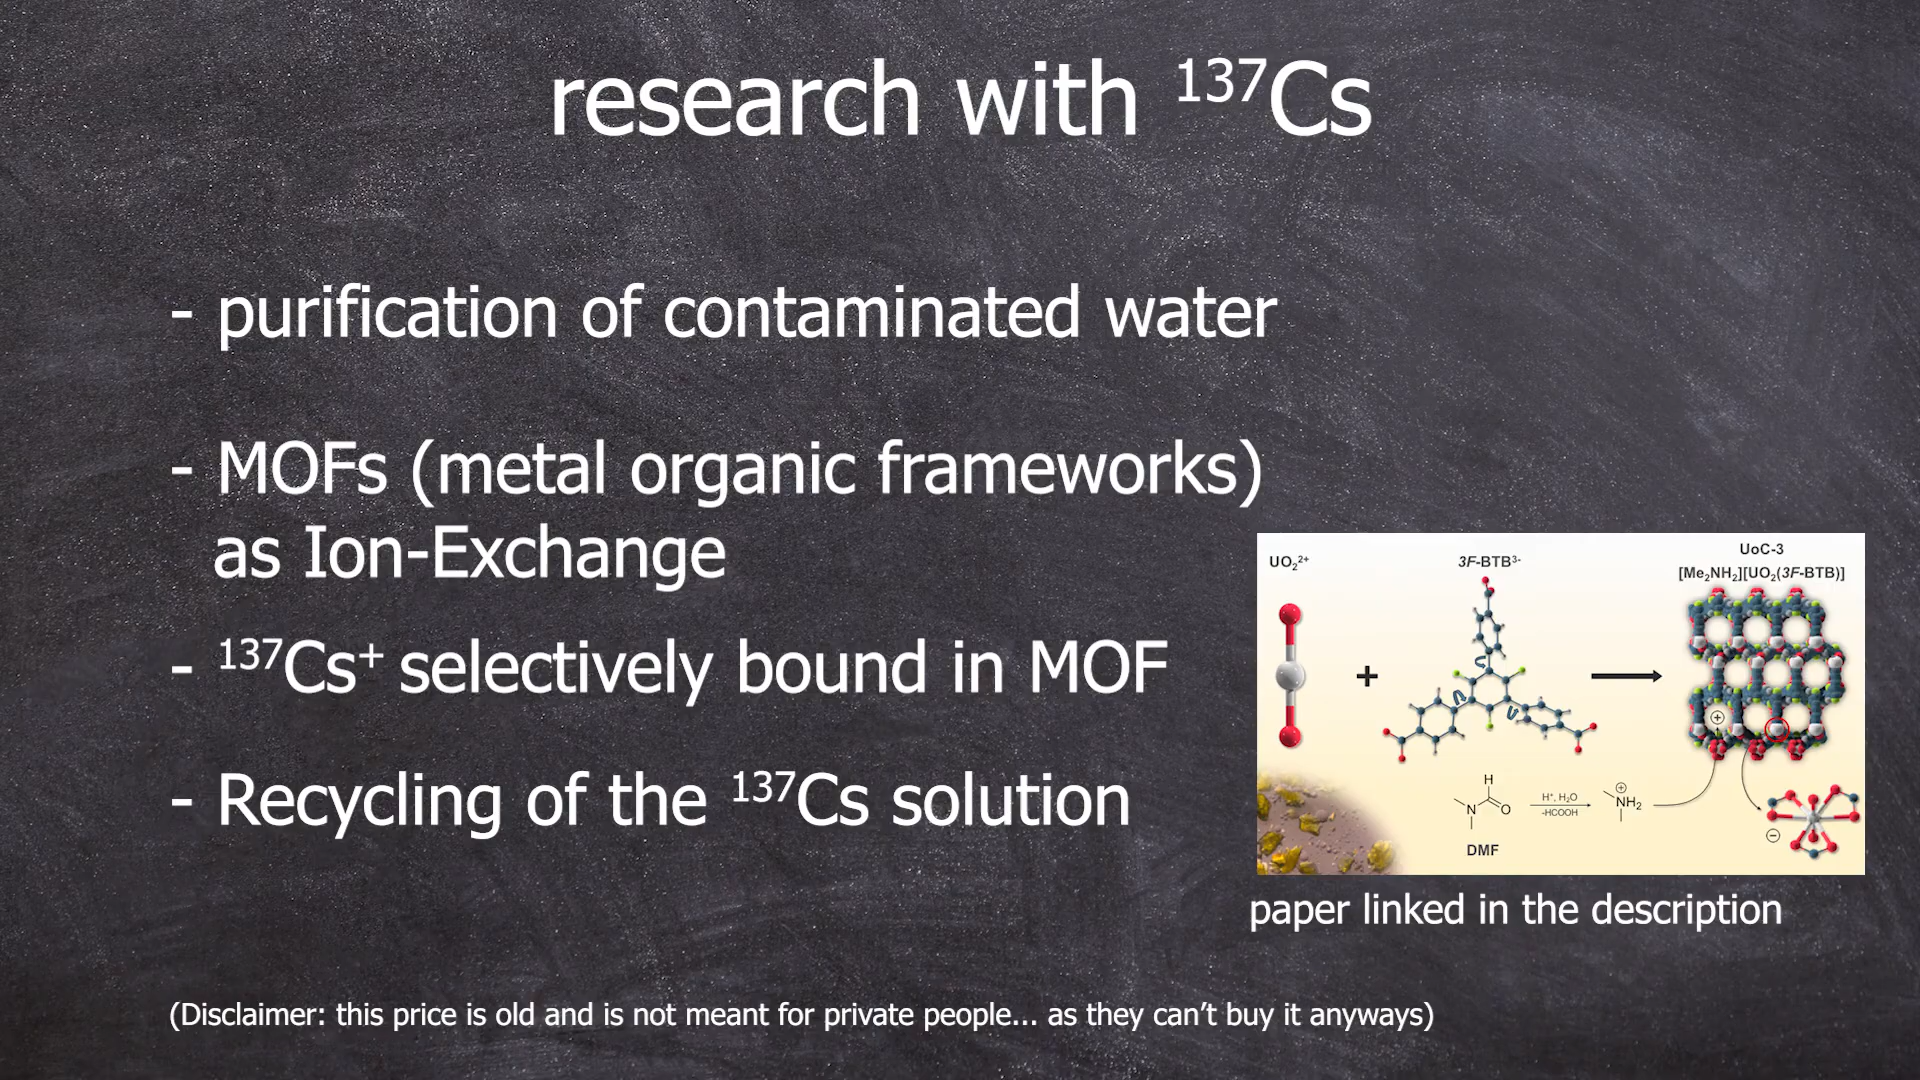 research with ¹³⁷Cs
- purification of contaminated water
- MOFs (metal organic frameworks)
as Ion-Exchange
- ¹³⁷Cs⁺ selectively bound in MOF
- Recycling of the ¹³⁷Cs solution
UO₂²⁺
3F-BTB³⁻
UoC-3
[Me₂NH₂][UO₂(3F-BTB)]
+
H
N
O
H⁺, H₂O
-HCOOH
⊕
NH₂
DMF
⊕
⊖
paper linked in the description
(Disclaimer: this price is old and is not meant for private people... as they can’t buy it anyways)